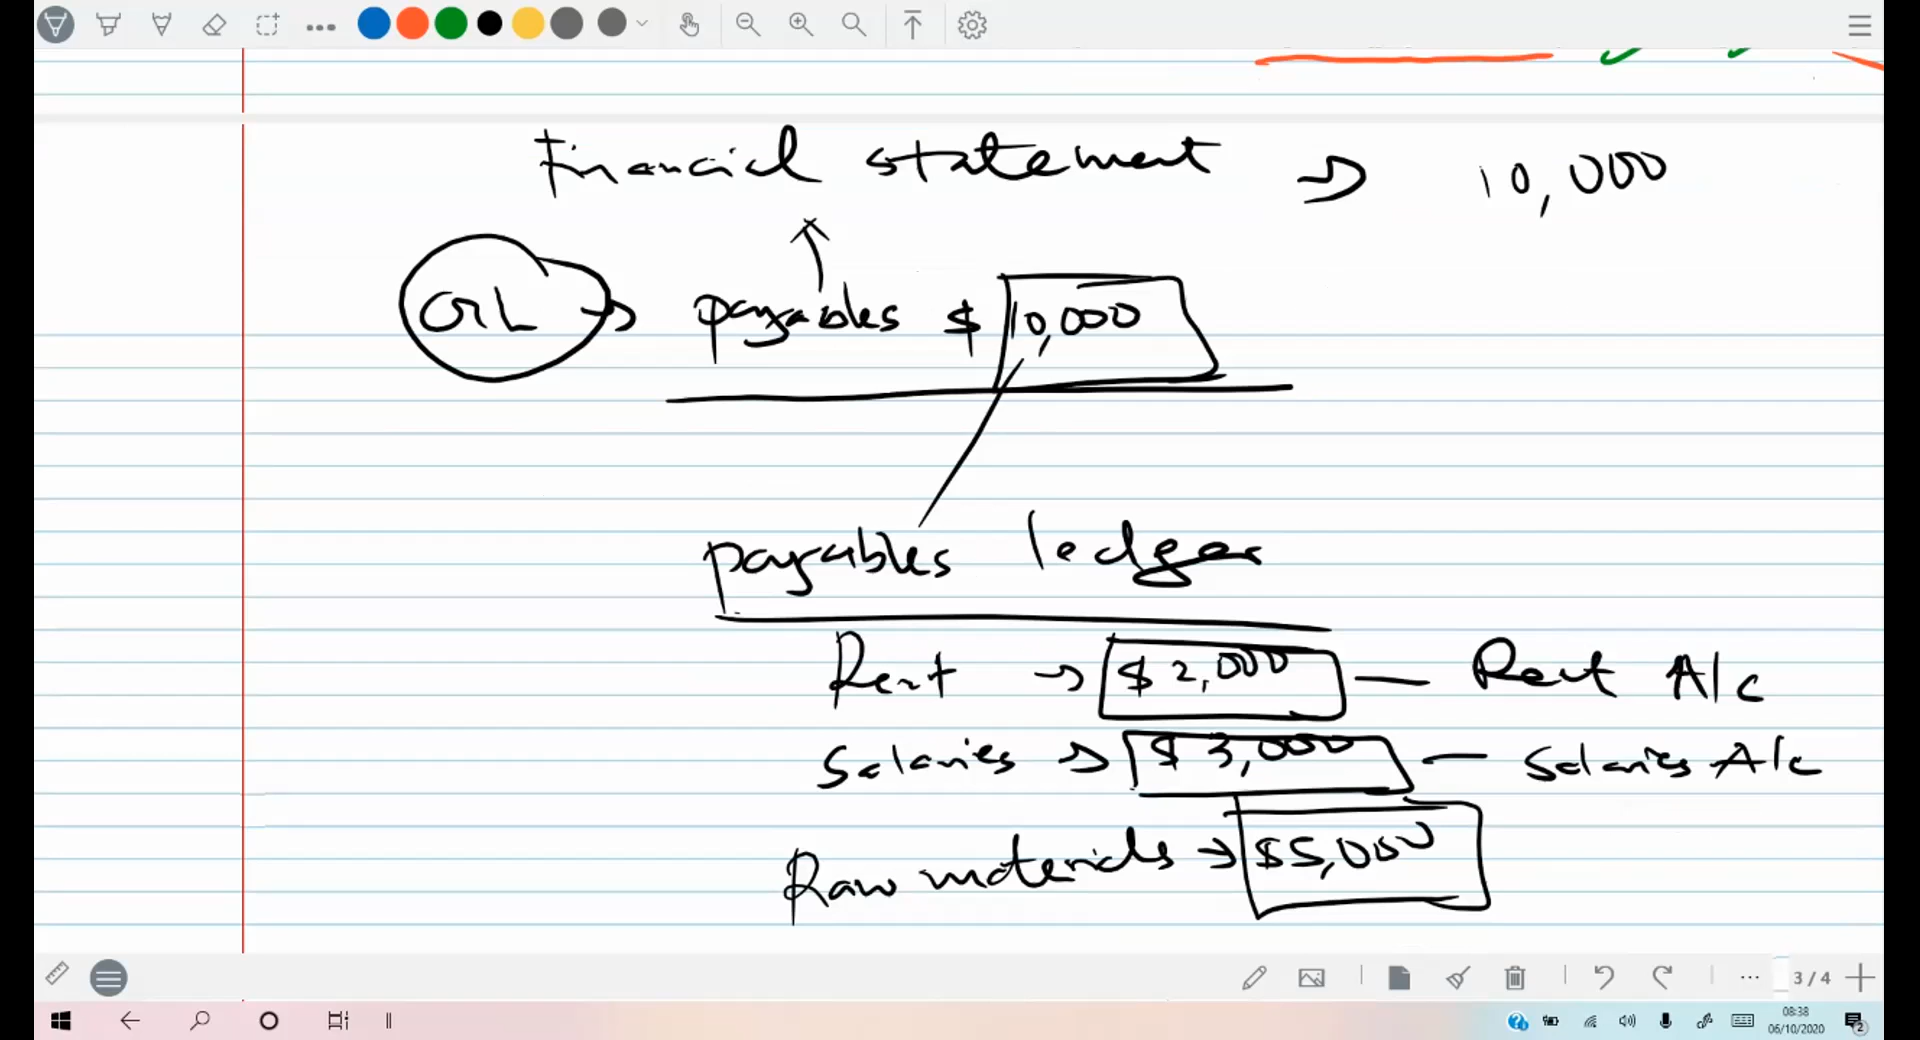 Financial statement → 10,000
GL → payables $ 10,000
payables ledger
Rent → $2,000 — Rent A/c
Salaries → $3,000 — Salaries A/c
Raw materials → $5,000
3 / 4
08:38
06/10/2020
2